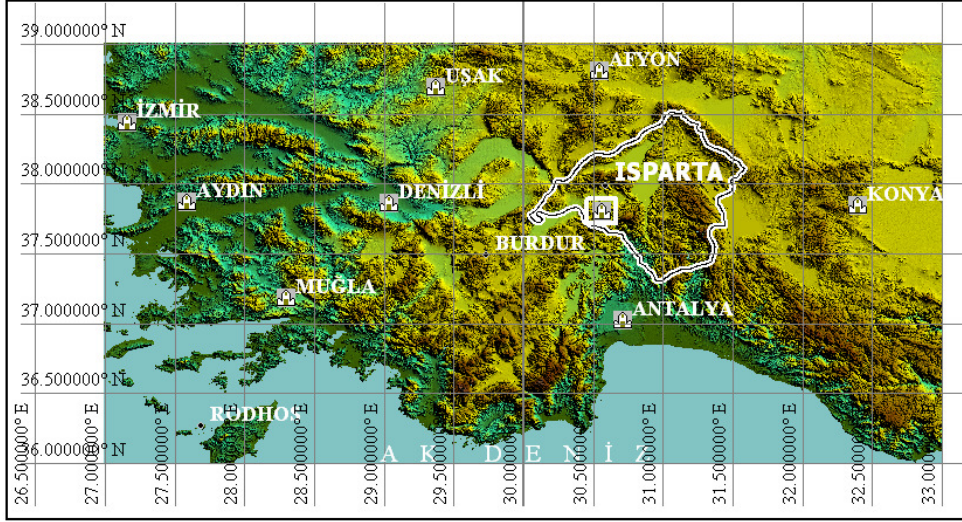 39.000000° N
AFYON
UŞAK
38.500000° N
İZMİR
38.000000° N
ISPARTA
AYDIN
DENİZLİ
KONYA
37.500000° N
BURDUR
MUĞLA
37.000000° N
ANTALYA
36.500000° N
RODHOS
36.000000° N
AK DENİZ
26.500000° E
27.000000° E
27.500000° E
28.000000° E
28.500000° E
29.000000° E
29.500000° E
30.000000° E
30.500000° E
31.000000° E
31.500000° E
32.000000° E
32.500000° E
33.000000° E